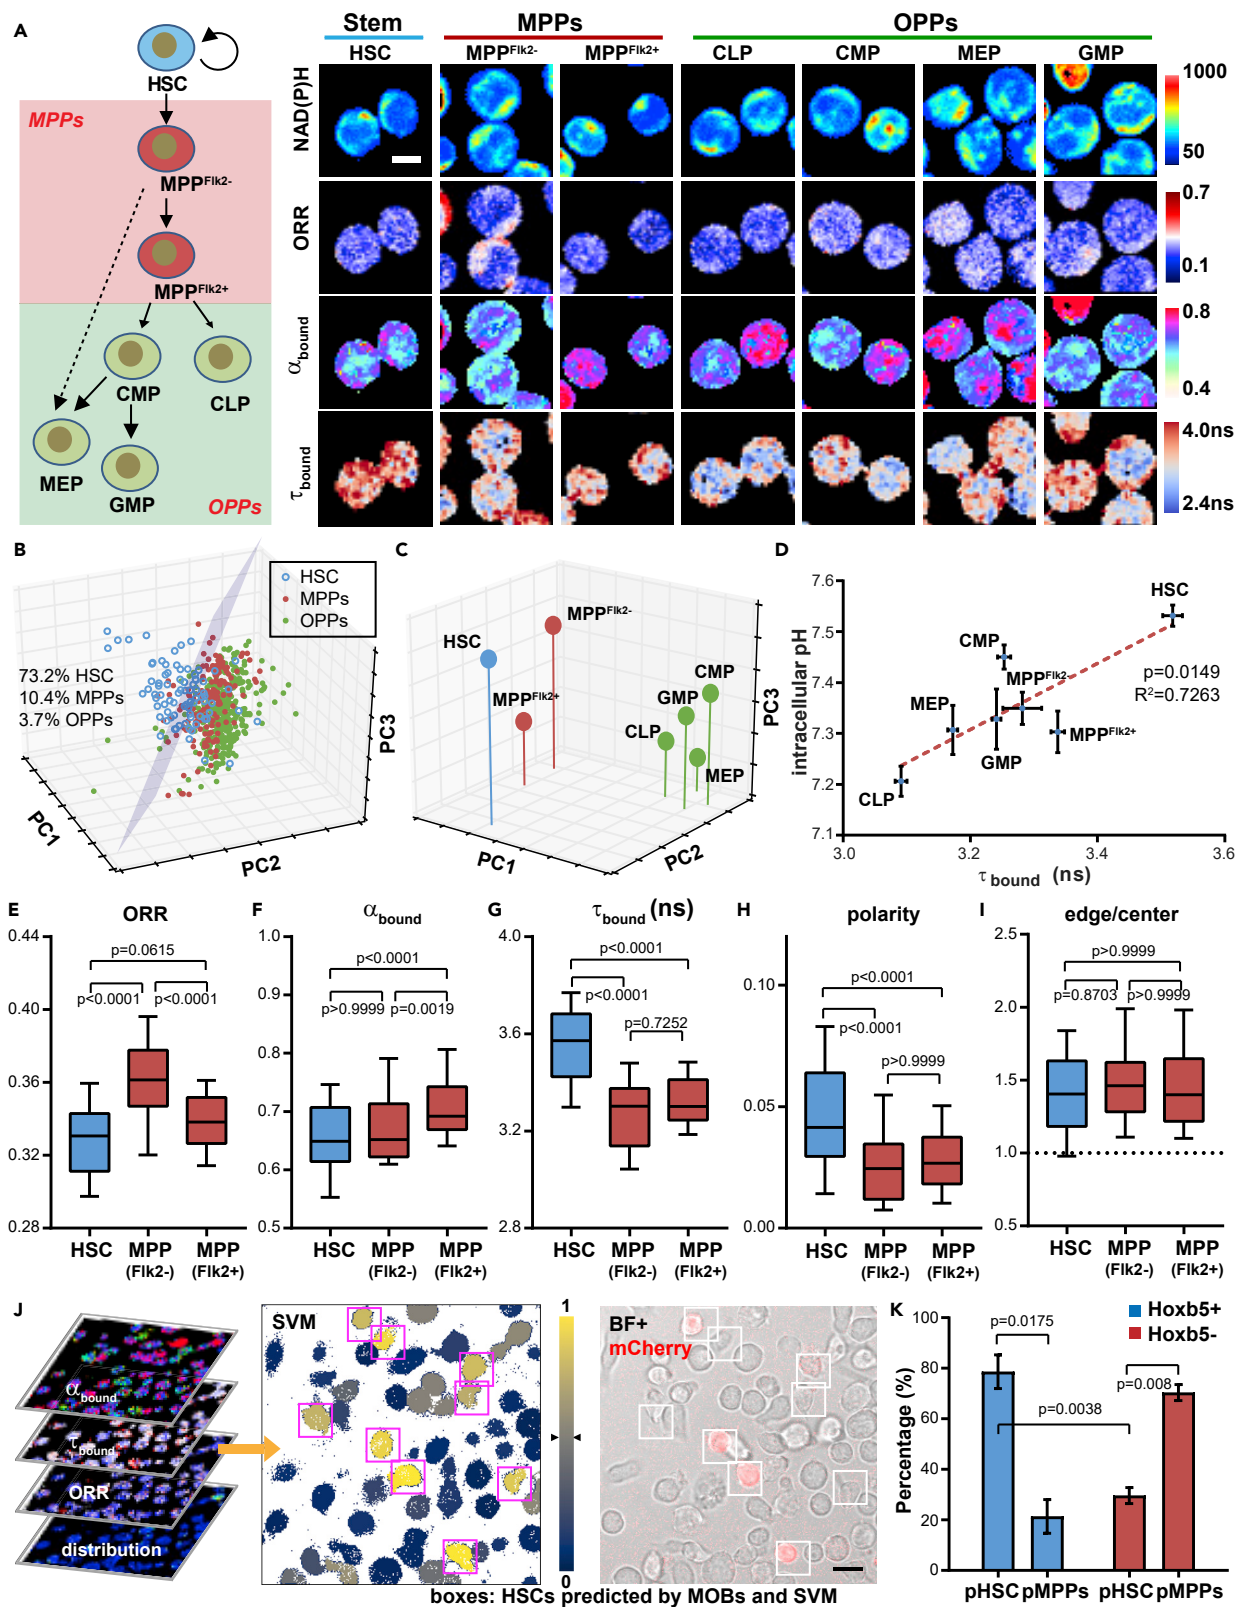 A
HSC
MPPs
MPPFlk2-
MPPFlk2+
CMP
CLP
MEP
GMP
OPPs
Stem
MPPs
OPPs
HSC
MPPFlk2-
MPPFlk2+
CLP
CMP
MEP
GMP
NAD(P)H
1000
50
ORR
0.7
0.1
αbound
0.8
0.4
τbound
4.0ns
2.4ns
B
HSC
MPPs
OPPs
73.2% HSC
10.4% MPPs
3.7% OPPs
PC1
PC2
PC3
C
HSC
MPPFlk2-
MPPFlk2+
CMP
GMP
CLP
MEP
PC1
PC2
PC3
D
7.6
7.5
7.4
7.3
7.2
7.1
intracellular pH
HSC
CMP
MPPFlk2-
MEP
GMP
MPPFlk2+
CLP
p=0.0149
R2=0.7263
3.0
3.2
3.4
3.6
τ bound (ns)
E
ORR
0.44
0.40
0.36
0.32
0.28
p=0.0615
p<0.0001
p<0.0001
HSC
MPP
(Flk2-)
MPP
(Flk2+)
F
αbound
1.0
0.9
0.8
0.7
0.6
0.5
p<0.0001
p>0.9999
p=0.0019
HSC
MPP
(Flk2-)
MPP
(Flk2+)
G
τbound (ns)
4.0
3.6
3.2
2.8
p<0.0001
p<0.0001
p=0.7252
HSC
MPP
(Flk2-)
MPP
(Flk2+)
H
polarity
0.10
0.05
0.00
p<0.0001
p<0.0001
p>0.9999
HSC
MPP
(Flk2-)
MPP
(Flk2+)
I
edge/center
2.5
2.0
1.5
1.0
0.5
p>0.9999
p=0.8703
p>0.9999
HSC
MPP
(Flk2-)
MPP
(Flk2+)
J
αbound
τbound
ORR
distribution
SVM
1
0
BF+
mCherry
boxes: HSCs predicted by MOBs and SVM
K
Hoxb5+
Hoxb5-
100
80
60
40
20
0
Percentage (%)
p=0.0175
p=0.008
p=0.0038
pHSC
pMPPs
pHSC
pMPPs